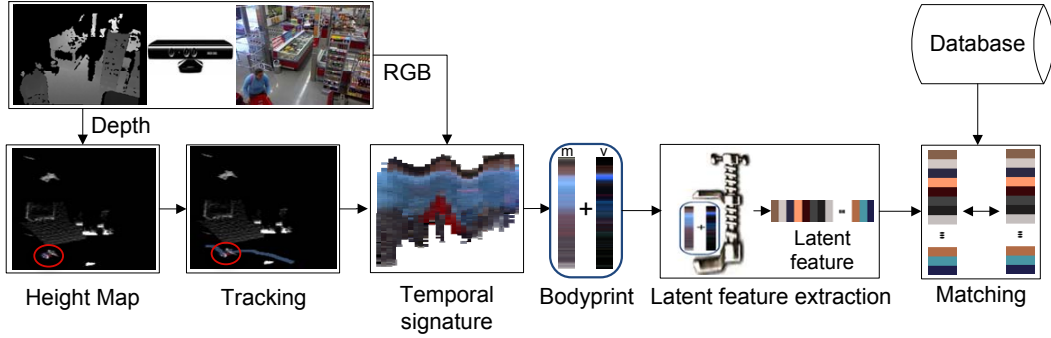 RGB
Database
Depth
m
v
+
+
Latent
feature
Height Map
Tracking
Temporal
signature
Bodyprint
Latent feature extraction
Matching